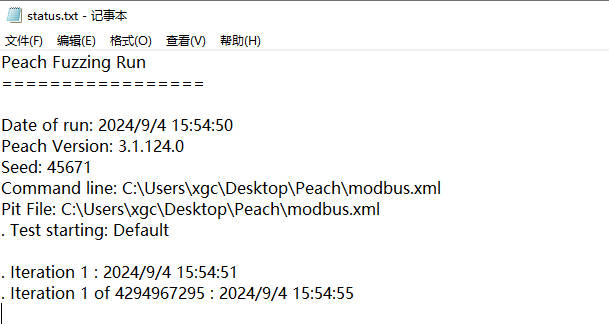 status.txt - 记事本
文件(F) 编辑(E) 格式(O) 查看(V) 帮助(H)
Peach Fuzzing Run
=================
Date of run: 2024/9/4 15:54:50
Peach Version: 3.1.124.0
Seed: 45671
Command line: C:\Users\xgc\Desktop\Peach\modbus.xml
Pit File: C:\Users\xgc\Desktop\Peach\modbus.xml
. Test starting: Default
. Iteration 1 : 2024/9/4 15:54:51
. Iteration 1 of 4294967295 : 2024/9/4 15:54:55